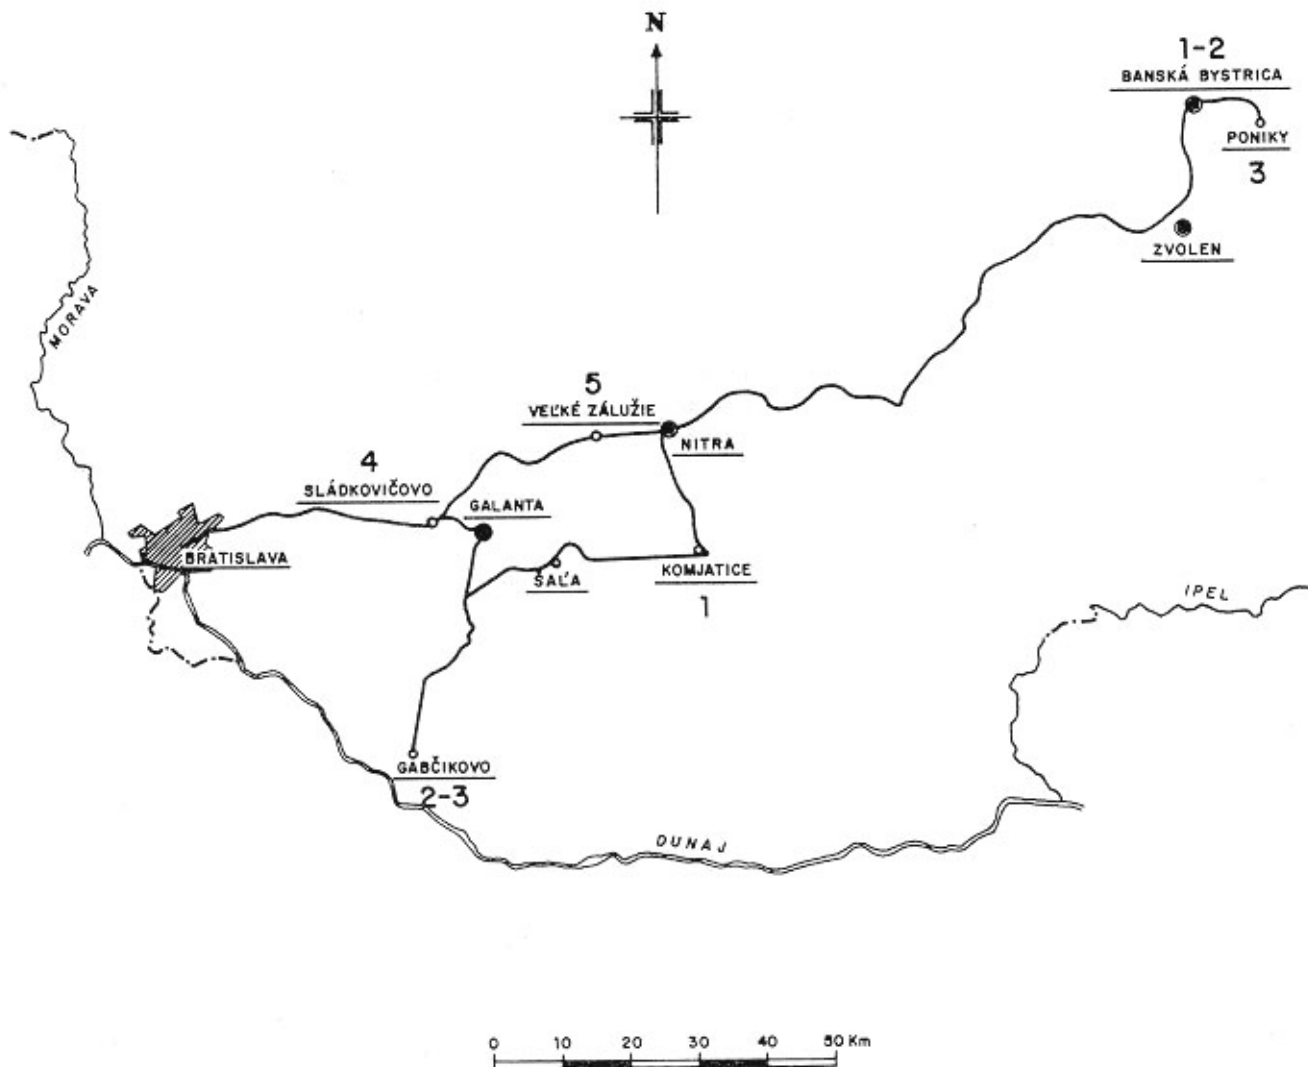 N
1-2
BANSKÁ BYSTRICA
PONIKY
3
ZVOLEN
MORAVA
5
VEĽKÉ ZÁLUŽIE
NITRA
4
SLÁDKOVIČOVO
GALANTA
BRATISLAVA
ŠAĽA
KOMJATICE
1
IPEL
GABČIKOVO
2-3
DUNAJ
0 10 20 30 40 50 Km